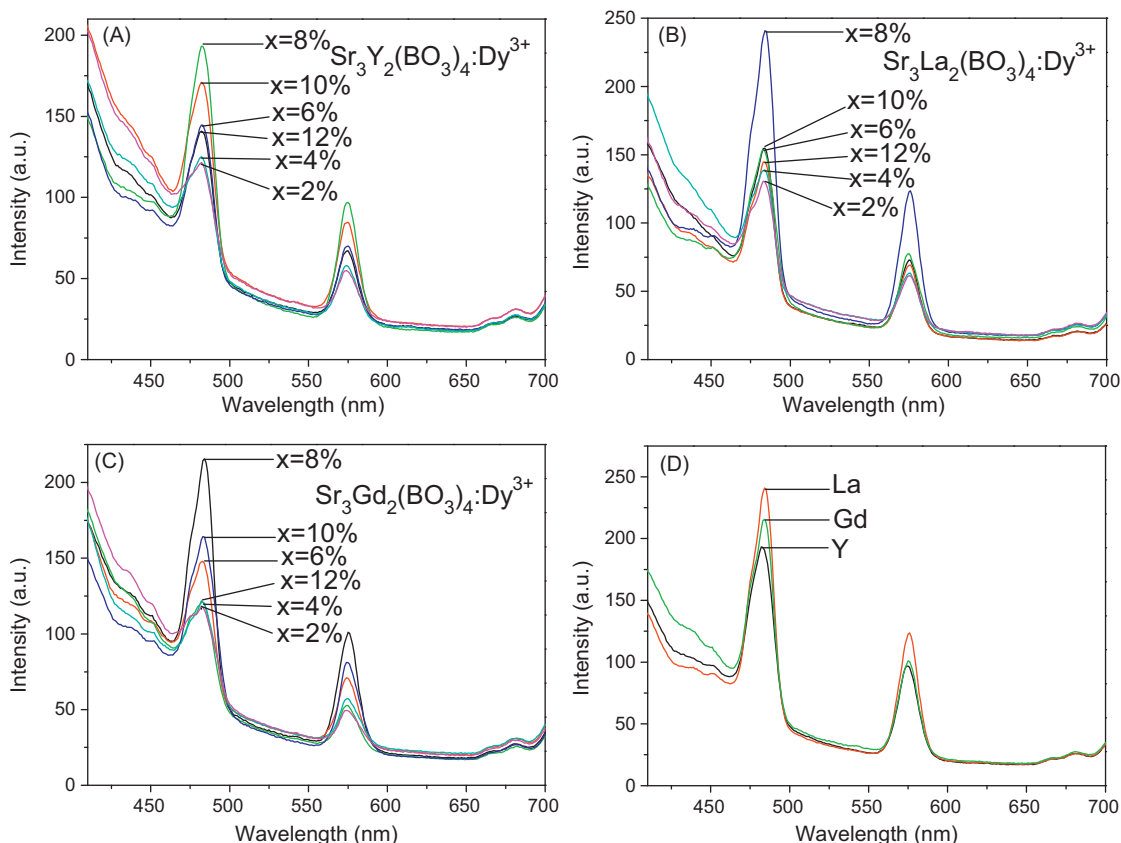 (A)
Sr3Y2(BO3)4:Dy3+
x=8%
x=10%
x=6%
x=12%
x=4%
x=2%
200
150
100
50
0
450 500 550 600 650 700
Intensity (a.u.)
Wavelength (nm)
(B)
Sr3La2(BO3)4:Dy3+
x=8%
x=10%
x=6%
x=12%
x=4%
x=2%
250
200
150
100
50
0
450 500 550 600 650 700
Intensity (a.u.)
Wavelength (nm)
(C)
x=8%
Sr3Gd2(BO3)4:Dy3+
x=10%
x=6%
x=12%
x=4%
x=2%
200
150
100
50
0
450 500 550 600 650 700
Intensity (a.u.)
Wavelength (nm)
(D)
La
Gd
Y
250
200
150
100
50
0
450 500 550 600 650 700
Intensity (a.u.)
Wavelength (nm)